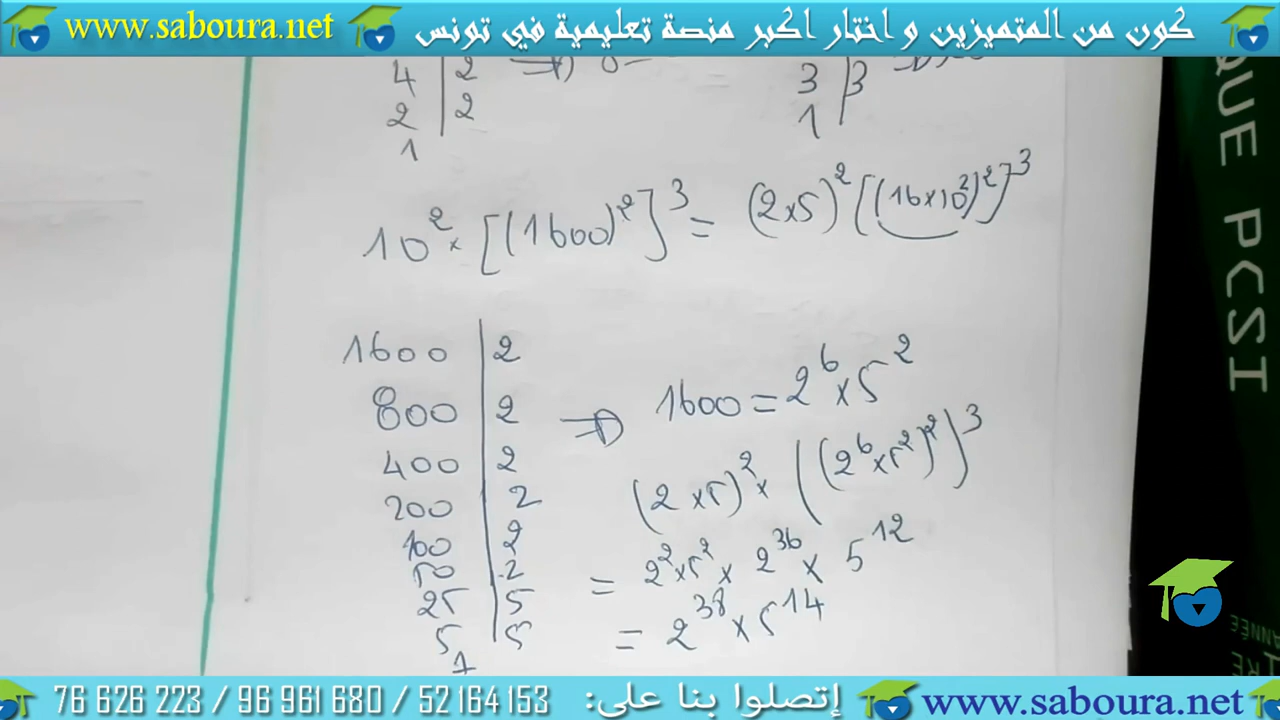 www.saboura.net كون من المتميزين و اختار اكبر منصة تعليمية في تونس
4 | 2
2 | 2
1
3 | 3
1
10² × [(1600)²]³ = (2×5)² [(16×10²)²]³
1600 | 2
800 | 2 ⇒ 1600 = 2⁶ × 5²
400 | 2
(2×5)² × ((2⁶×5²)²)³
200 | 2
100 | 2
50 | 2
= 2² × 5² × 2³⁶ × 5¹²
25 | 5
5 | 5
= 2³⁸ × 5¹⁴
1
QUE PCSI
ANNÉE
76 626 223 / 96 961 680 / 52 164 153 إتصلوا بنا على: www.saboura.net